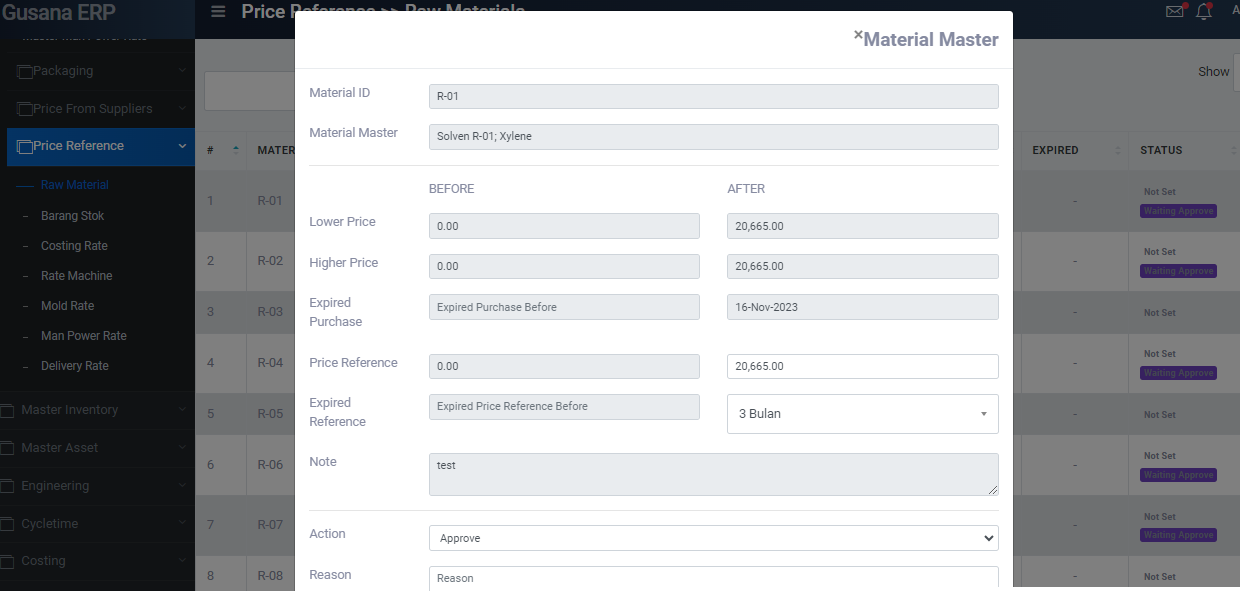 Gusana ERP
Price Reference >> Raw Materials
Packaging
Price From Suppliers
Price Reference
Raw Material
Barang Stok
Costing Rate
Rate Machine
Mold Rate
Man Power Rate
Delivery Rate
Master Inventory
Master Asset
Engineering
Cycletime
Costing
Show
# MATER EXPIRED STATUS
1 R-01 - Not Set
Waiting Approve
2 R-02 - Not Set
Waiting Approve
3 R-03 - Not Set
4 R-04 - Not Set
Waiting Approve
5 R-05 - Not Set
6 R-06 - Not Set
Waiting Approve
7 R-07 - Not Set
Waiting Approve
8 R-08 - Not Set
×Material Master
Material ID R-01
Material Master Solven R-01; Xylene
BEFORE AFTER
Lower Price 0.00 20,665.00
Higher Price 0.00 20,665.00
Expired
Purchase
Expired Purchase Before 16-Nov-2023
Price Reference 0.00 20,665.00
Expired
Reference
Expired Price Reference Before 3 Bulan
Note test
Action Approve
Reason Reason